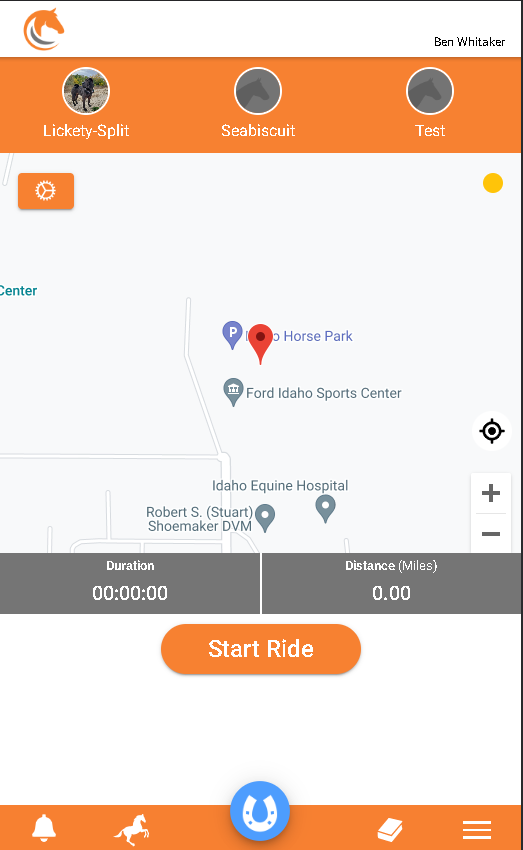 Ben Whitaker
Lickety-Split
Seabiscuit
Test
Center
P
Horse Park
Ford Idaho Sports Center
Idaho Equine Hospital
Robert S. (Stuart)
Shoemaker DVM
Duration
Distance (Miles)
00:00:00
0.00
Start Ride